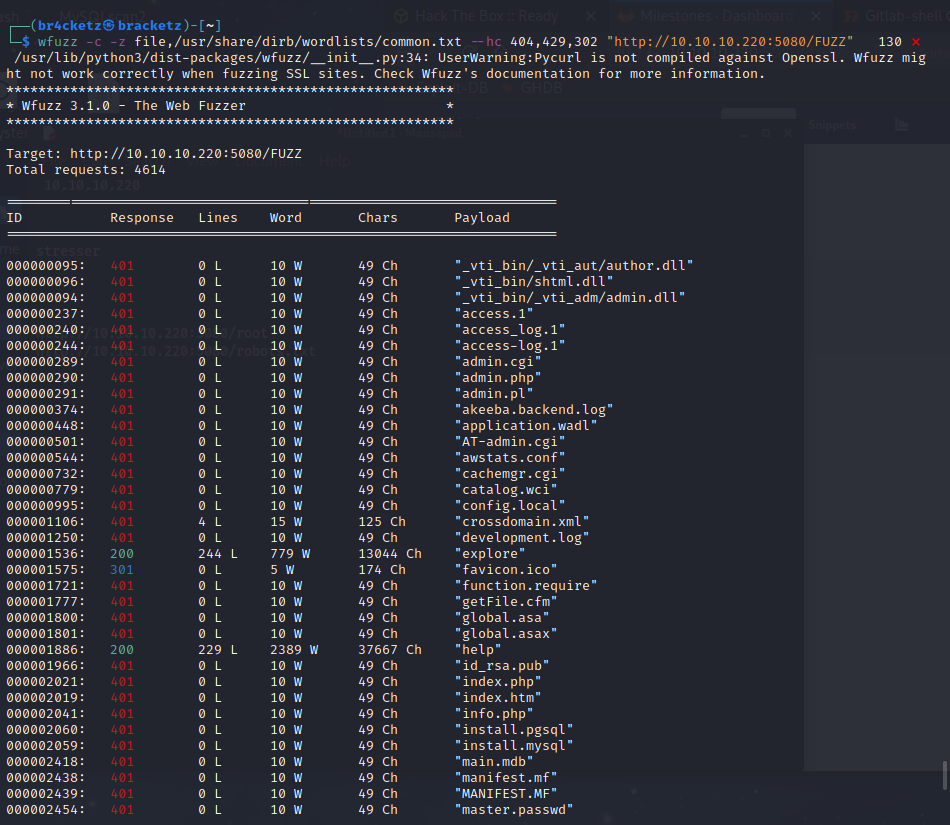 ┌──(br4cketz㉿bracketz)-[~]
└─$ wfuzz -c -z file,/usr/share/dirb/wordlists/common.txt --hc 404,429,302 "http://10.10.10.220:5080/FUZZ" 130 ⨯
/usr/lib/python3/dist-packages/wfuzz/__init__.py:34: UserWarning:Pycurl is not compiled against Openssl. Wfuzz mig
ht not work correctly when fuzzing SSL sites. Check Wfuzz's documentation for more information.
********************************************************
* Wfuzz 3.1.0 - The Web Fuzzer *
********************************************************
Target: http://10.10.10.220:5080/FUZZ
Total requests: 4614
=====================================================================
ID Response Lines Word Chars Payload
=====================================================================
000000095: 401 0 L 10 W 49 Ch "_vti_bin/_vti_aut/author.dll"
000000096: 401 0 L 10 W 49 Ch "_vti_bin/shtml.dll"
000000094: 401 0 L 10 W 49 Ch "_vti_bin/_vti_adm/admin.dll"
000000237: 401 0 L 10 W 49 Ch "access.1"
000000240: 401 0 L 10 W 49 Ch "access_log.1"
000000244: 401 0 L 10 W 49 Ch "access-log.1"
000000289: 401 0 L 10 W 49 Ch "admin.cgi"
000000290: 401 0 L 10 W 49 Ch "admin.php"
000000291: 401 0 L 10 W 49 Ch "admin.pl"
000000374: 401 0 L 10 W 49 Ch "akeeba.backend.log"
000000448: 401 0 L 10 W 49 Ch "application.wadl"
000000501: 401 0 L 10 W 49 Ch "AT-admin.cgi"
000000544: 401 0 L 10 W 49 Ch "awstats.conf"
000000732: 401 0 L 10 W 49 Ch "cachemgr.cgi"
000000779: 401 0 L 10 W 49 Ch "catalog.wci"
000000995: 401 0 L 10 W 49 Ch "config.local"
000001106: 401 4 L 15 W 125 Ch "crossdomain.xml"
000001250: 401 0 L 10 W 49 Ch "development.log"
000001536: 200 244 L 779 W 13044 Ch "explore"
000001575: 301 0 L 5 W 174 Ch "favicon.ico"
000001721: 401 0 L 10 W 49 Ch "function.require"
000001777: 401 0 L 10 W 49 Ch "getFile.cfm"
000001800: 401 0 L 10 W 49 Ch "global.asa"
000001801: 401 0 L 10 W 49 Ch "global.asax"
000001886: 200 229 L 2389 W 37667 Ch "help"
000001966: 401 0 L 10 W 49 Ch "id_rsa.pub"
000002021: 401 0 L 10 W 49 Ch "index.php"
000002019: 401 0 L 10 W 49 Ch "index.htm"
000002041: 401 0 L 10 W 49 Ch "info.php"
000002060: 401 0 L 10 W 49 Ch "install.pgsql"
000002059: 401 0 L 10 W 49 Ch "install.mysql"
000002418: 401 0 L 10 W 49 Ch "main.mdb"
000002438: 401 0 L 10 W 49 Ch "manifest.mf"
000002439: 401 0 L 10 W 49 Ch "MANIFEST.MF"
000002454: 401 0 L 10 W 49 Ch "master.passwd"
Hack The Box :: Ready
Milestones · Dashboard
Gitlab-shell
GHDB
Snippets
10.10.10.220
stresser